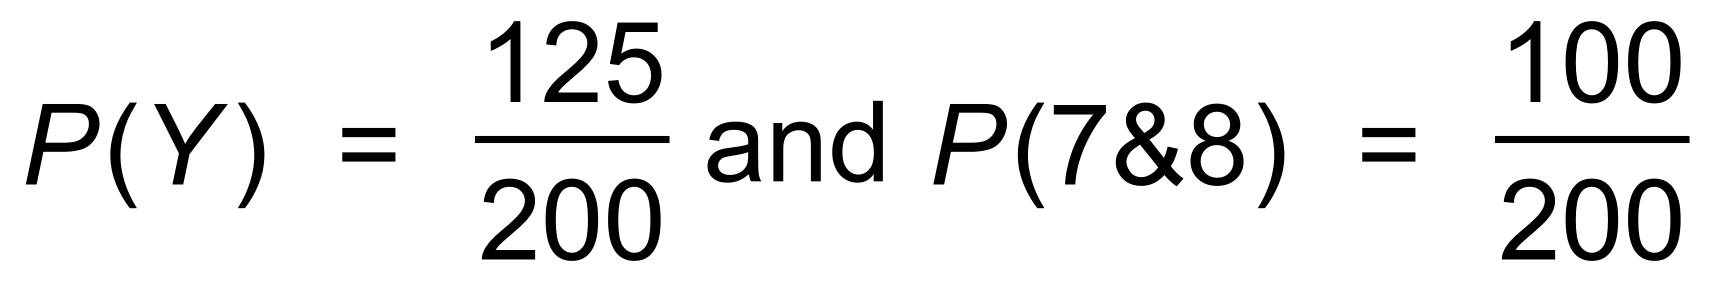 P(Y) = 125/200 and P(7&8) = 100/200